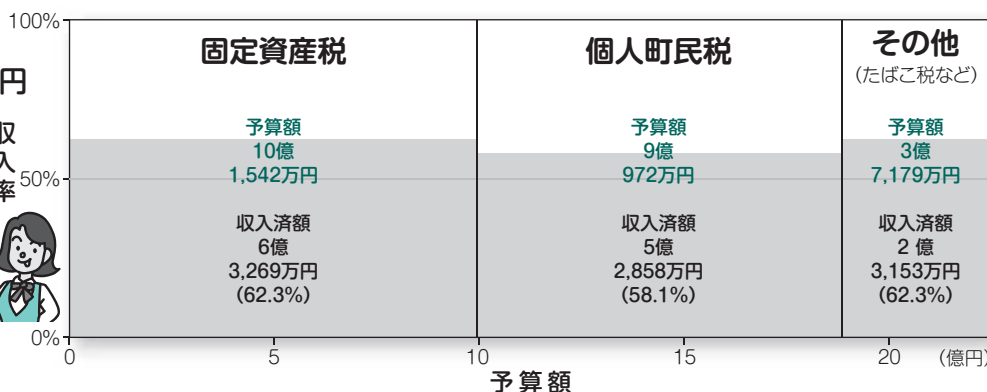 100%
円
収
入
率
50%
0%
固定資産税
予算額
10億
1,542万円
収入済額
6億
3,269万円
(62.3%)
個人町民税
予算額
9億
972万円
収入済額
5億
2,858万円
(58.1%)
その他
(たばこ税など)
予算額
3億
7,179万円
収入済額
2 億
3,153万円
(62.3%)
0 5 10 15 20 (億円)
予算額